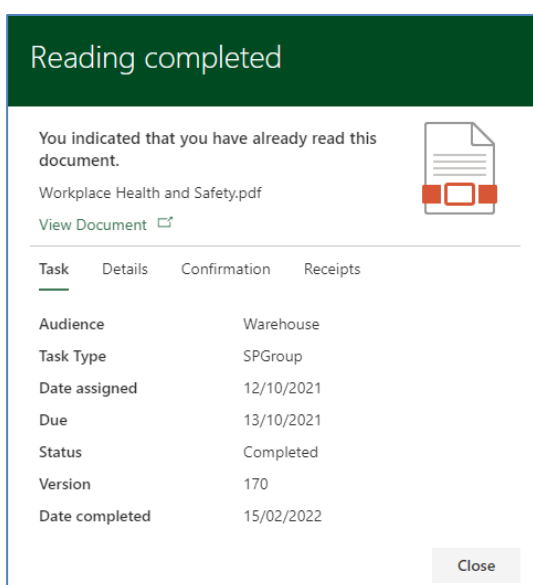 Reading completed
You indicated that you have already read this
document.
Workplace Health and Safety.pdf
View Document
Task Details Confirmation Receipts
Audience Warehouse
Task Type SPGroup
Date assigned 12/10/2021
Due 13/10/2021
Status Completed
Version 170
Date completed 15/02/2022
Close